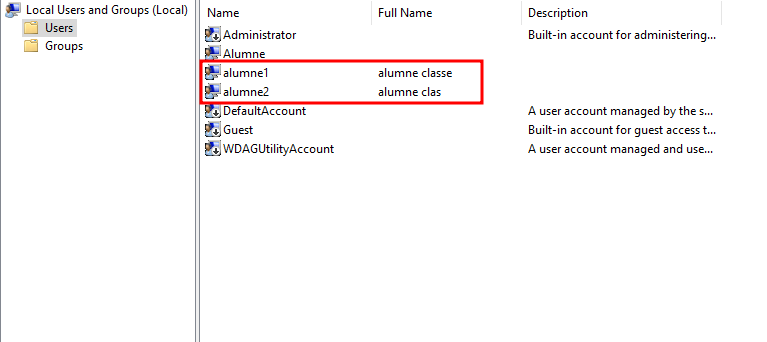 Local Users and Groups (Local)
Users
Groups
Name Full Name Description
Administrator Built-in account for administering...
Alumne
alumne1 alumne classe
alumne2 alumne clas
DefaultAccount A user account managed by the s...
Guest Built-in account for guest access t...
WDAGUtilityAccount A user account managed and use...